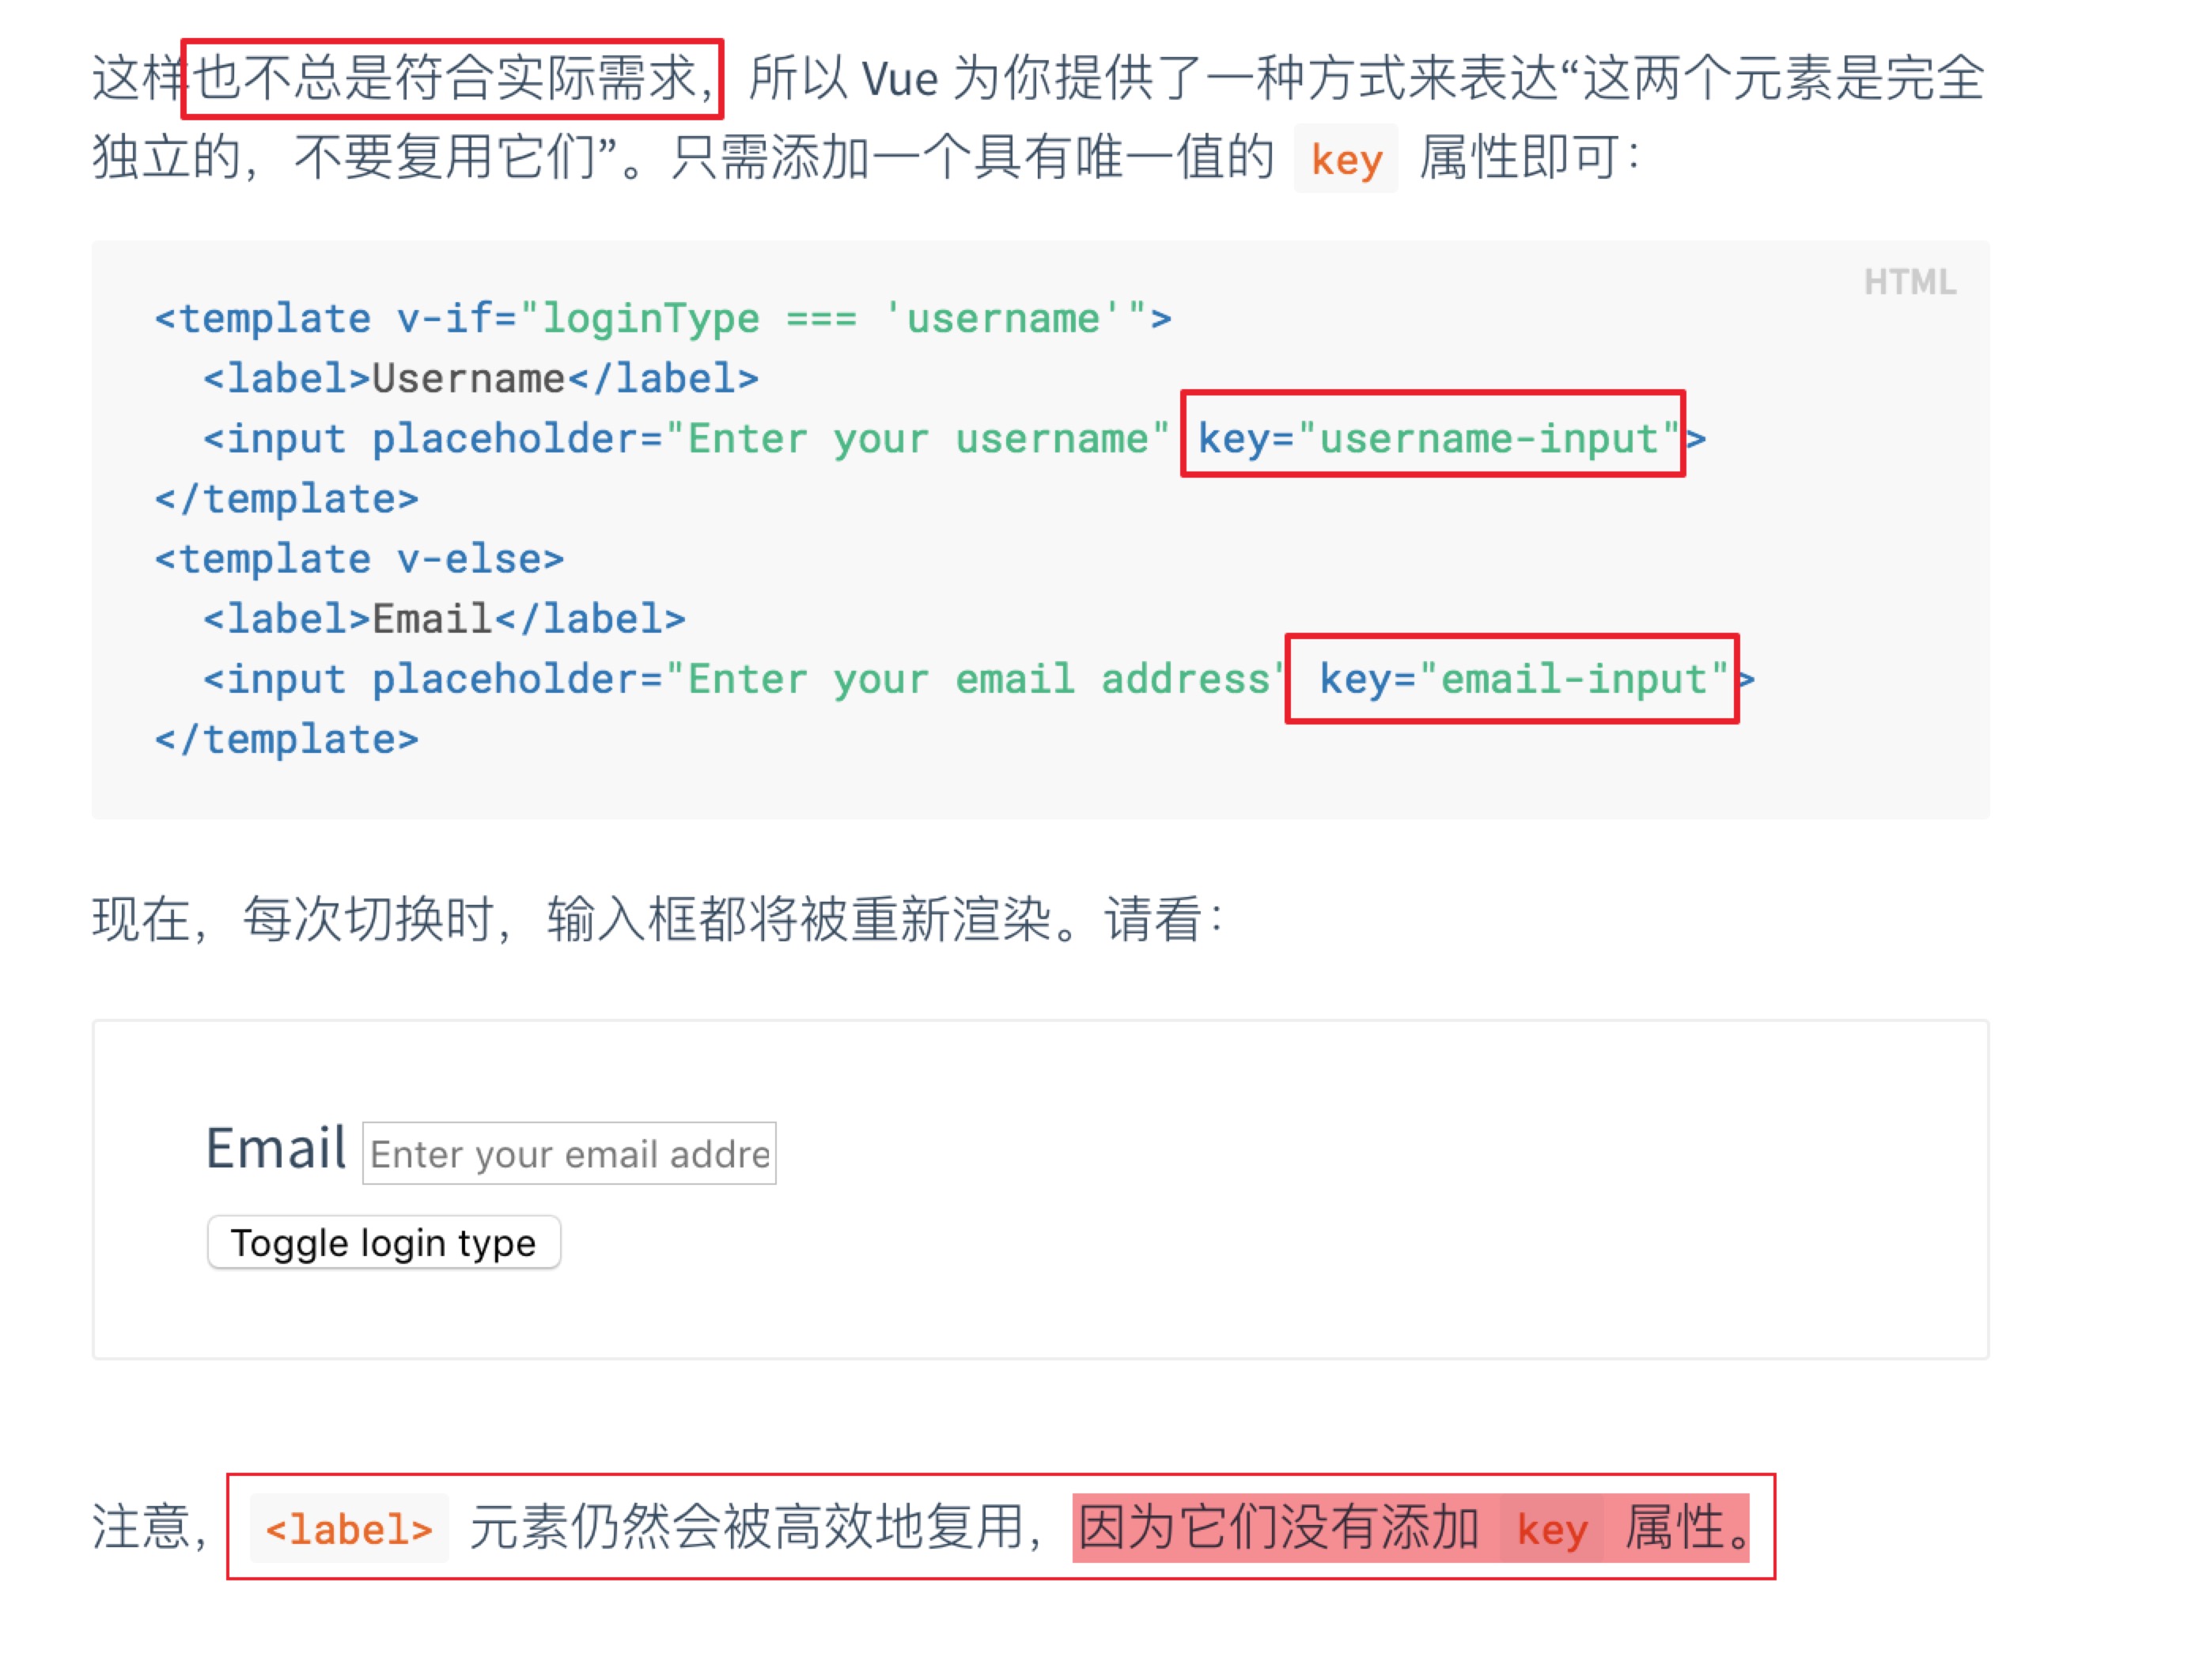 这样也不总是符合实际需求，所以 Vue 为你提供了一种方式来表达“这两个元素是完全
独立的，不要复用它们”。只需添加一个具有唯一值的 key 属性即可：
HTML
<template v-if="loginType === 'username'">
<label>Username</label>
<input placeholder="Enter your username" key="username-input">
</template>
<template v-else>
<label>Email</label>
<input placeholder="Enter your email address" key="email-input">
</template>
现在，每次切换时，输入框都将被重新渲染。请看：
Email Enter your email addre
Toggle login type
注意，<label> 元素仍然会被高效地复用，因为它们没有添加 key 属性。